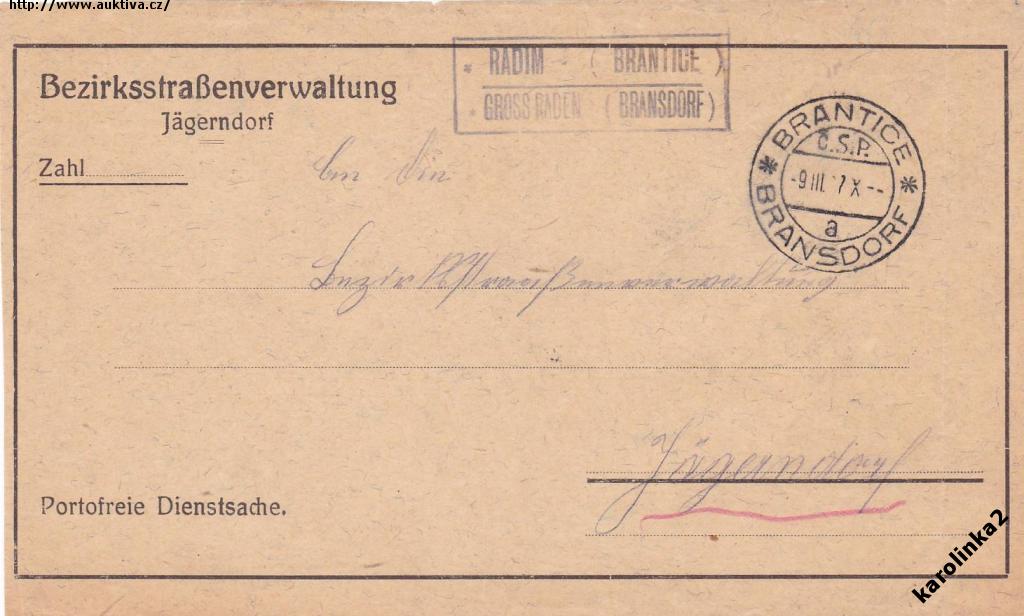 http://www.auktiva.cz/
* RADIM - ( BRANTICE )
* GROSS RADEN ( BRANSDORF )
Bezirksstraßenverwaltung
Jägerndorf
Zahl
BRANTICE
Č.S.P.
-9 III. 7 X --
a
* BRANSDORF *
An die
Bezirksstraßenverwaltung
Jägerndorf
Portofreie Dienstsache.
karolinka2